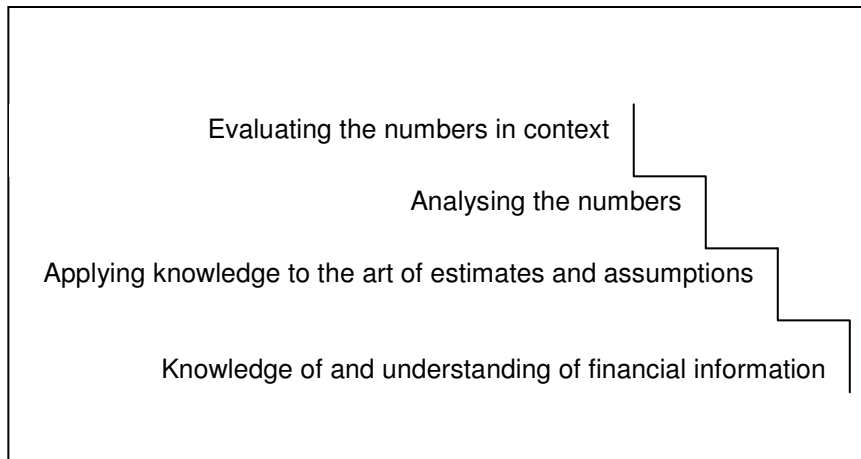 Evaluating the numbers in context
Analysing the numbers
Applying knowledge to the art of estimates and assumptions
Knowledge of and understanding of financial information